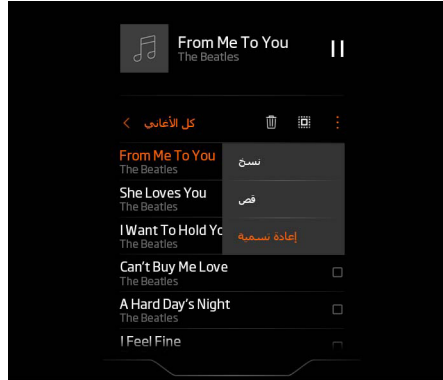 From Me To You
The Beatles
كل الأغاني
From Me To You
The Beatles
نسخ
She Loves You
The Beatles
قص
I Want To Hold Yo
The Beatles
إعادة تسمية
Can't Buy Me Love
The Beatles
A Hard Day's Night
The Beatles
I Feel Fine